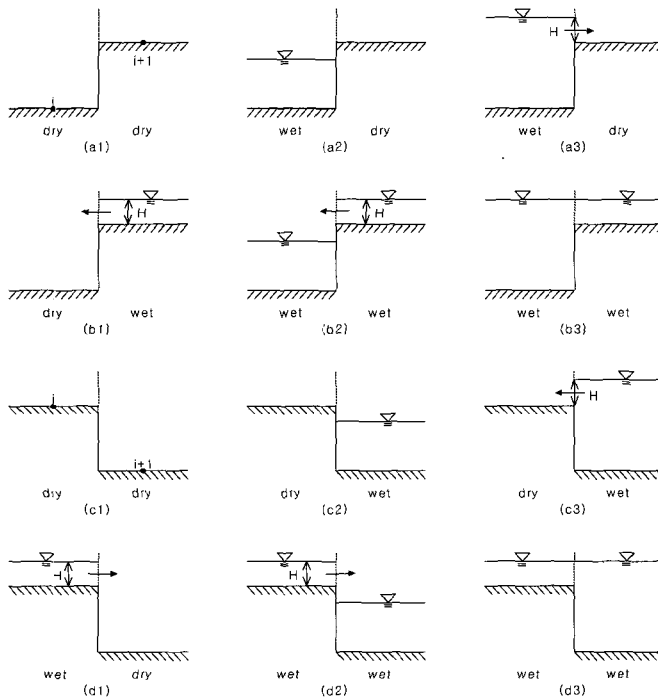 i
i+1
dry
dry
(a1)
wet
dry
(a2)
H
wet
dry
(a3)
H
dry
wet
(b1)
H
wet
wet
(b2)
wet
wet
(b3)
i
i+1
dry
dry
(c1)
dry
wet
(c2)
H
dry
wet
(c3)
H
wet
dry
(d1)
H
wet
wet
(d2)
wet
wet
(d3)